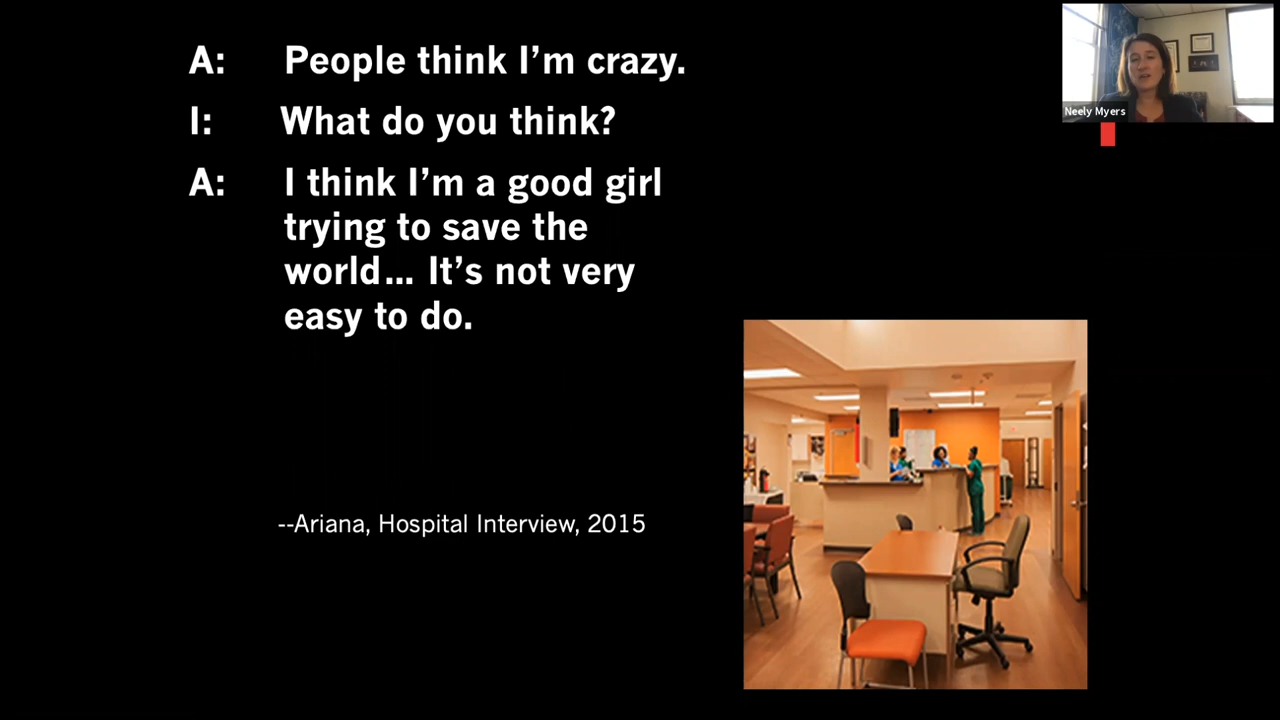 A: People think I'm crazy.
I: What do you think?
A: I think I'm a good girl
trying to save the
world... It's not very
easy to do.
--Ariana, Hospital Interview, 2015
Neely Myers